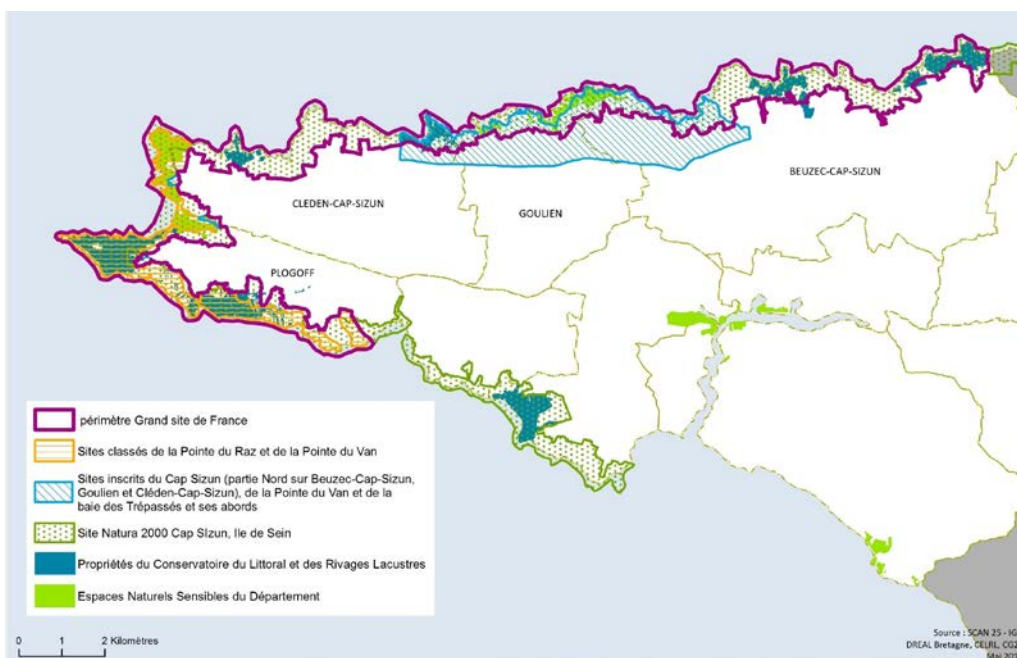 BEUZEC-CAP-SIZUN
CLEDEN-CAP-SIZUN
GOULIEN
PLOGOFF
périmètre Grand site de France
Sites classés de la Pointe du Raz et de la Pointe du Van
Sites inscrits du Cap Sizun (partie Nord sur Beuzec-Cap-Sizun,
Goulien et Cléden-Cap-Sizun), de la Pointe du Van et de la
baie des Trépassés et ses abords
Site Natura 2000 Cap SIzun, Ile de Sein
Propriétés du Conservatoire du Littoral et des Rivages Lacustres
Espaces Naturels Sensibles du Département
0 1 2 Kilomètres
Source : SCAN 25 - IG
DREAL Bretagne, CELRL, CG2
Mai 20